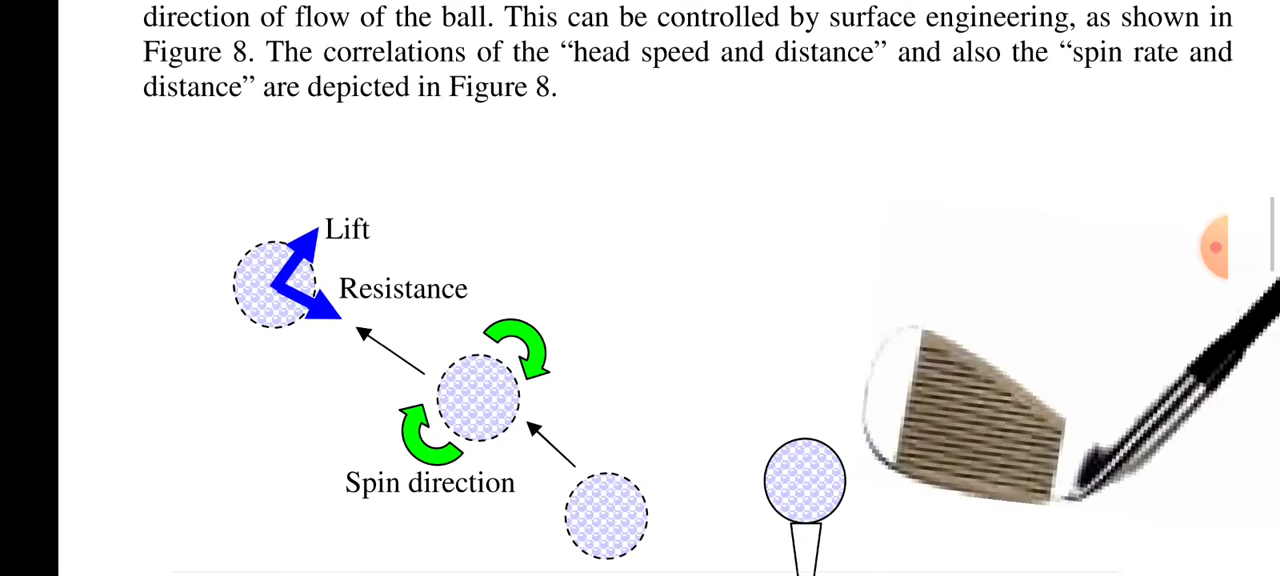 direction of flow of the ball. This can be controlled by surface engineering, as shown in
Figure 8. The correlations of the “head speed and distance” and also the “spin rate and
distance” are depicted in Figure 8.
Lift
Resistance
Spin direction